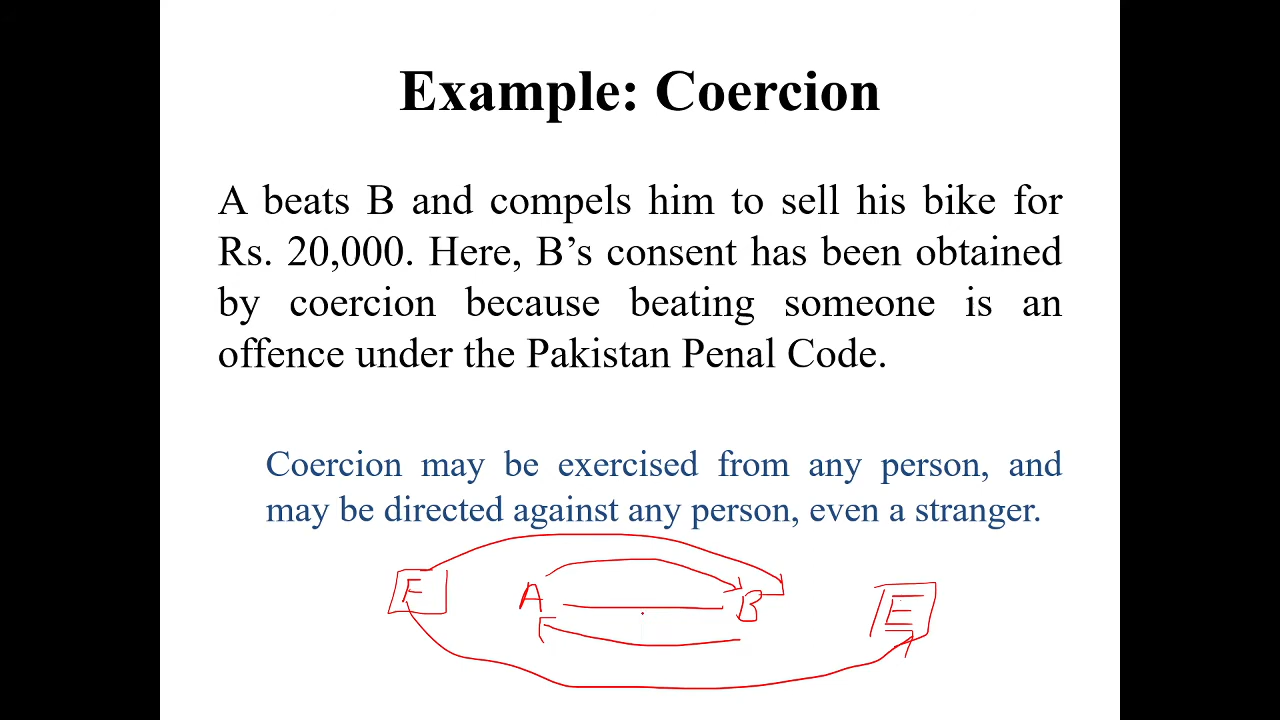 Example: Coercion
A beats B and compels him to sell his bike for
Rs. 20,000. Here, B’s consent has been obtained
by coercion because beating someone is an
offence under the Pakistan Penal Code.
Coercion may be exercised from any person, and
may be directed against any person, even a stranger.
F A B E